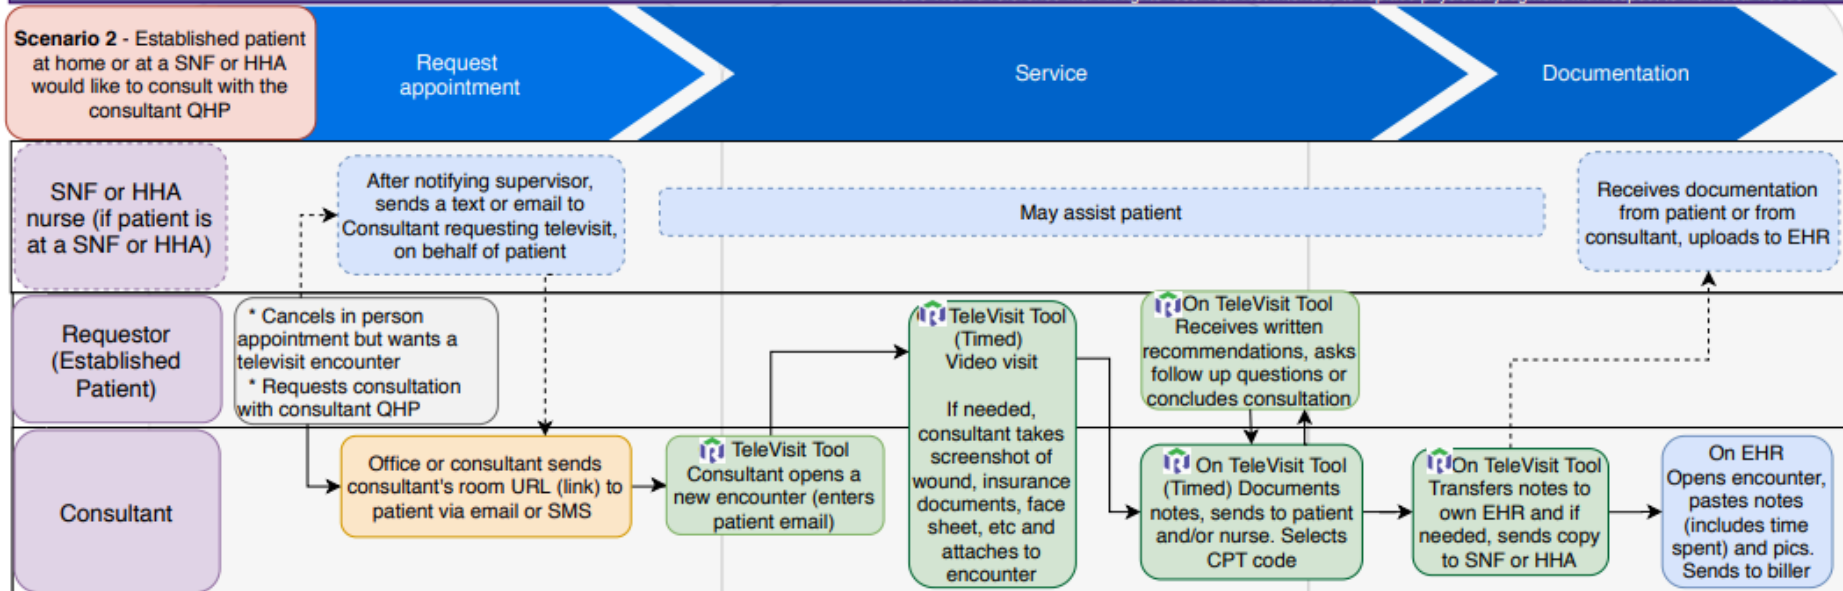 Scenario 2 - Established patient
at home or at a SNF or HHA
would like to consult with the
consultant QHP
Request
appointment
Service
Documentation
SNF or HHA
nurse (if patient is
at a SNF or HHA)
After notifying supervisor,
sends a text or email to
Consultant requesting televisit,
on behalf of patient
May assist patient
Receives documentation
from patient or from
consultant, uploads to EHR
Requestor
(Established
Patient)
* Cancels in person
appointment but wants a
televisit encounter
* Requests consultation
with consultant QHP
TeleVisit Tool
(Timed)
Video visit
If needed,
consultant takes
screenshot of
wound, insurance
documents, face
sheet, etc and
attaches to
encounter
On TeleVisit Tool
Receives written
recommendations, asks
follow up questions or
concludes consultation
Consultant
Office or consultant sends
consultant's room URL (link) to
patient via email or SMS
TeleVisit Tool
Consultant opens a
new encounter (enters
patient email)
On TeleVisit Tool
(Timed) Documents
notes, sends to patient
and/or nurse. Selects
CPT code
On TeleVisit Tool
Transfers notes to
own EHR and if
needed, sends copy
to SNF or HHA
On EHR
Opens encounter,
pastes notes
(includes time
spent) and pics.
Sends to biller